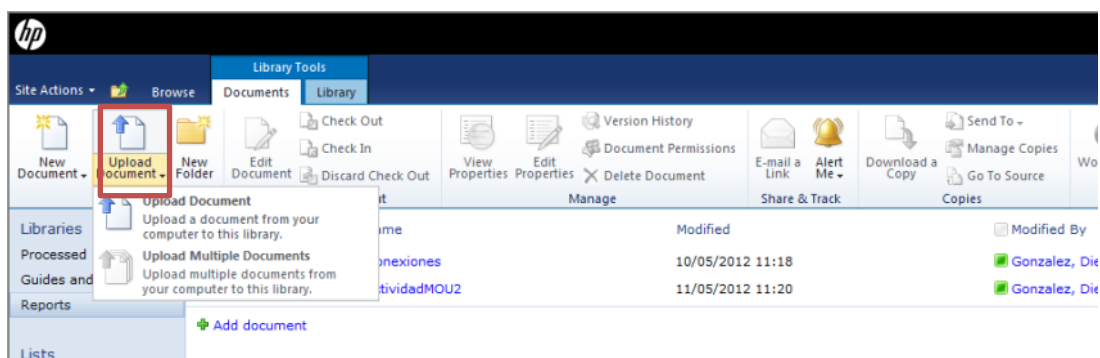 hp
Library Tools
Site Actions Browse Documents Library
New Document
Upload Document
New Folder
Edit Document
Check Out
Check In
Discard Check Out
View Properties
Edit Properties
Version History
Document Permissions
Delete Document
Manage
E-mail a Link
Alert Me
Share & Track
Download a Copy
Send To
Manage Copies
Go To Source
Copies
Upload Document
Upload a document from your
computer to this library.
Upload Multiple Documents
Upload multiple documents from
your computer to this library.
Libraries
Processed
Guides and
Reports
Lists
Modified
Modified By
onexiones 10/05/2012 11:18 Gonzalez, Die
tividadMOU2 11/05/2012 11:20 Gonzalez, Die
Add document